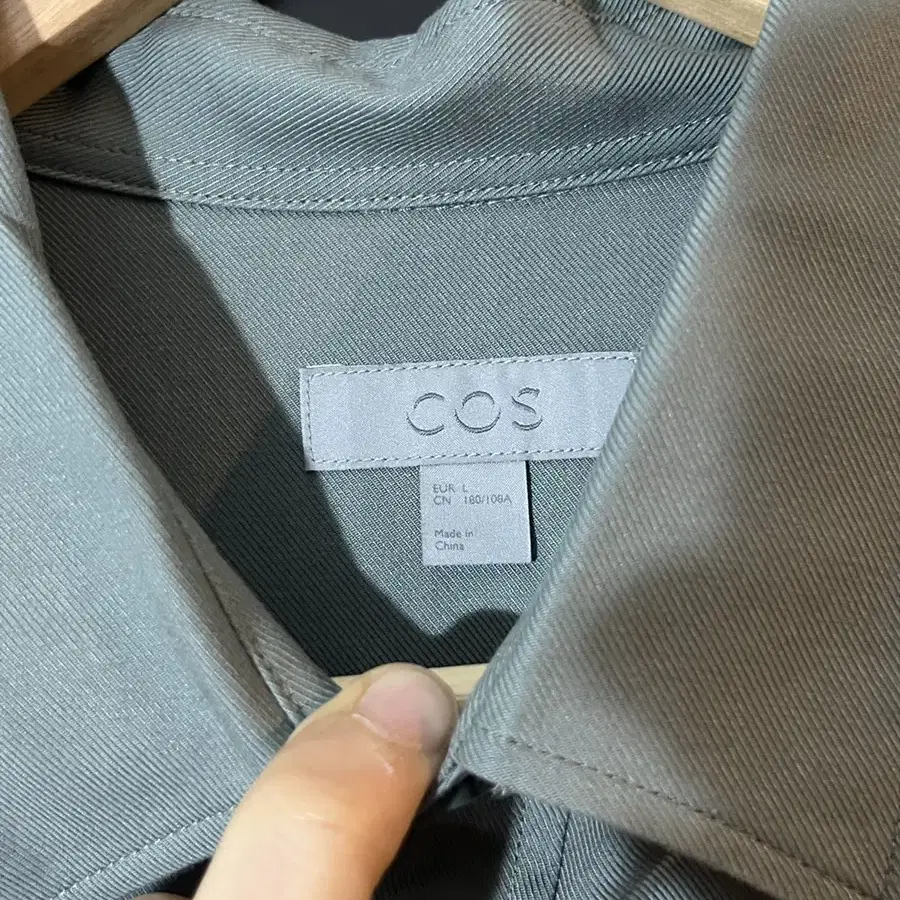 COS
EUR L
CN 180/108A
Made in
China